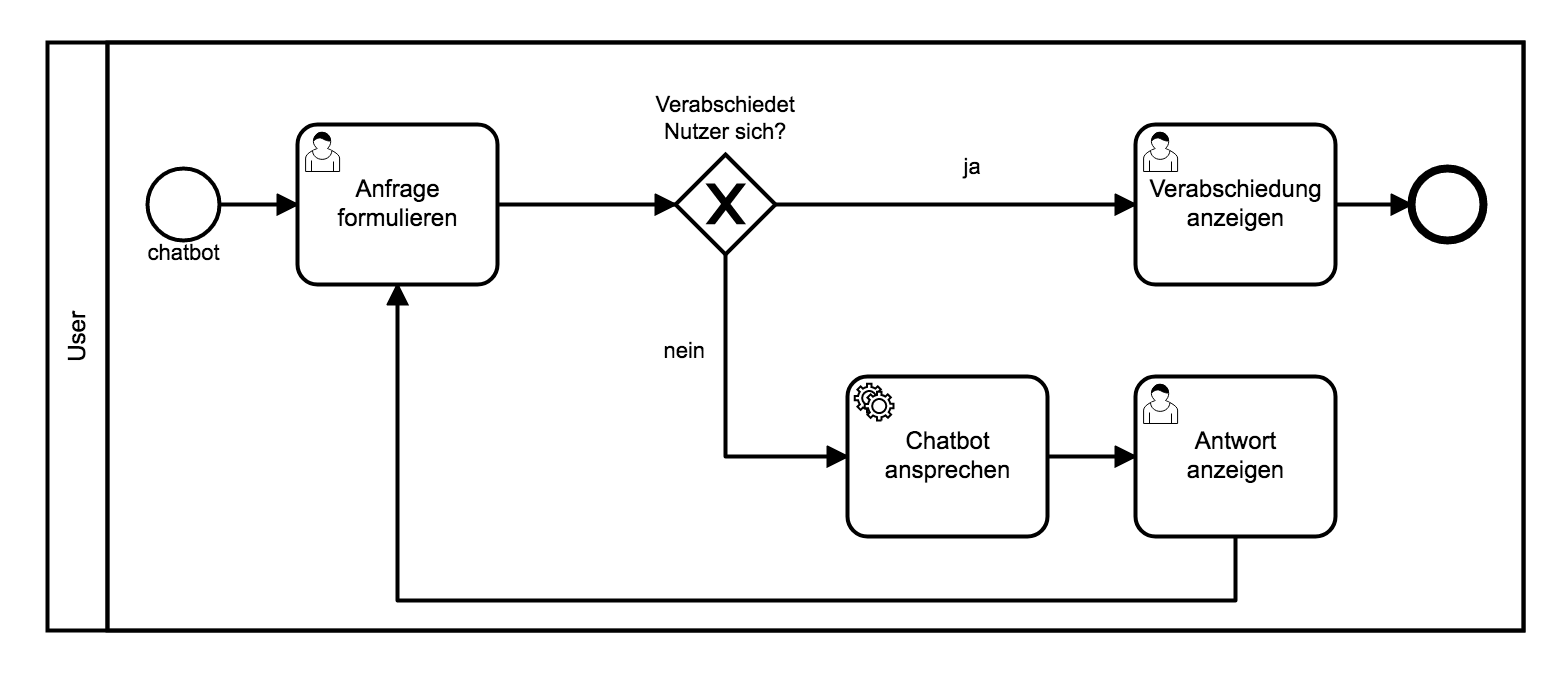 Verabschiedet
Nutzer sich?
ja
Anfrage
formulieren
Verabschiedung
anzeigen
chatbot
User
nein
Chatbot
ansprechen
Antwort
anzeigen